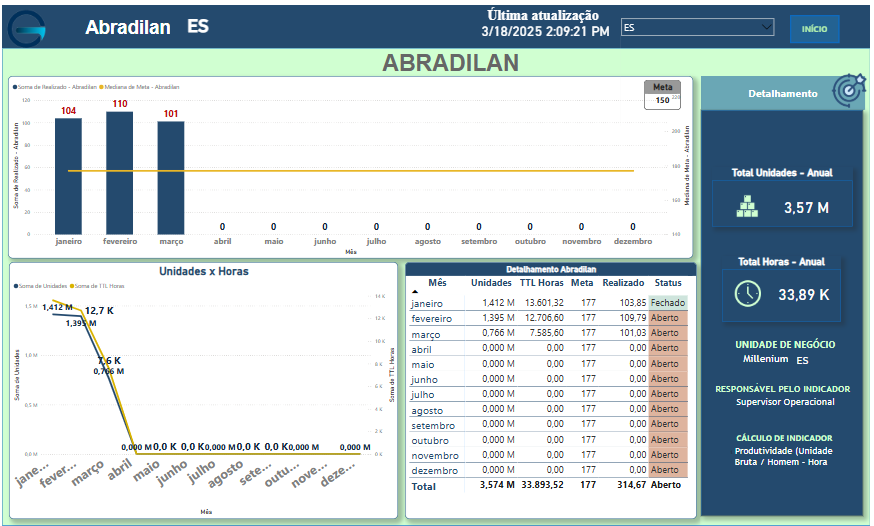 Abradilan ES
Última atualização
3/18/2025 2:09:21 PM
ES
INÍCIO
ABRADILAN
Soma de Realizado - Abradilan Mediana de Meta - Abradilan
Meta
150
Soma de Realizado - Abradilan
120
100
80
60
40
20
0
104
110
101
0
0
0
0
0
0
0
0
0
220
200
180
160
140
Mediana de Meta - Abradilan
janeiro fevereiro março abril maio junho julho agosto setembro outubro novembro dezembro
Mês
Unidades x Horas
Soma de Unidades Soma de TTL Horas
Soma de Unidades
1,5 M
1,0 M
0,5 M
0,0 M
1,412 M
12,7 K
1,395 M
7,6 K
0,766 M
0,000 M 0,0 K 0,0 K 0,000 M 0,0 K 0,0 K 0,000 M 0,000 M
14 K
12 K
10 K
8 K
6 K
4 K
2 K
0 K
Soma de TTL Horas
jane... fever... março abril maio junho julho agosto sete... outu... nove... deze...
Mês
Detalhamento Abradilan
Mês Unidades TTL Horas Meta Realizado Status
janeiro 1,412 M 13.601,32 177 103,85 Fechado
fevereiro 1,395 M 12.706,60 177 109,79 Aberto
março 0,766 M 7.585,60 177 101,03 Aberto
abril 0,000 M 0,00 177 0,00 Aberto
maio 0,000 M 0,00 177 0,00 Aberto
junho 0,000 M 0,00 177 0,00 Aberto
julho 0,000 M 0,00 177 0,00 Aberto
agosto 0,000 M 0,00 177 0,00 Aberto
setembro 0,000 M 0,00 177 0,00 Aberto
outubro 0,000 M 0,00 177 0,00 Aberto
novembro 0,000 M 0,00 177 0,00 Aberto
dezembro 0,000 M 0,00 177 0,00 Aberto
Total 3,574 M 33.893,52 314,67 Aberto
Detalhamento
Total Unidades - Anual
3,57 M
Total Horas - Anual
33,89 K
UNIDADE DE NEGÓCIO
Millenium ES
RESPONSÁVEL PELO INDICADOR
Supervisor Operacional
CÁLCULO DE INDICADOR
Produtividade (Unidade
Bruta / Homem - Hora